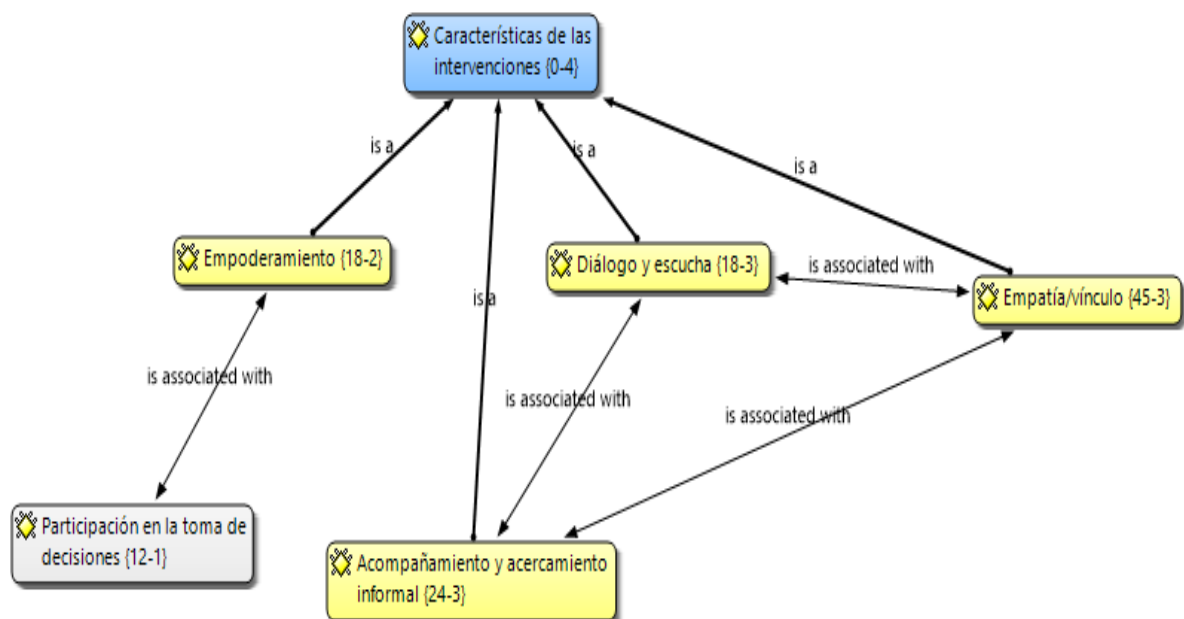 Características de las
intervenciones {0-4}
is a
is a
is a
Empoderamiento {18-2}
Diálogo y escucha {18-3}
is associated with
Empatía/vínculo {45-3}
is a
is associated with
is associated with
is associated with
Participación en la toma de
decisiones {12-1}
Acompañamiento y acercamiento
informal {24-3}